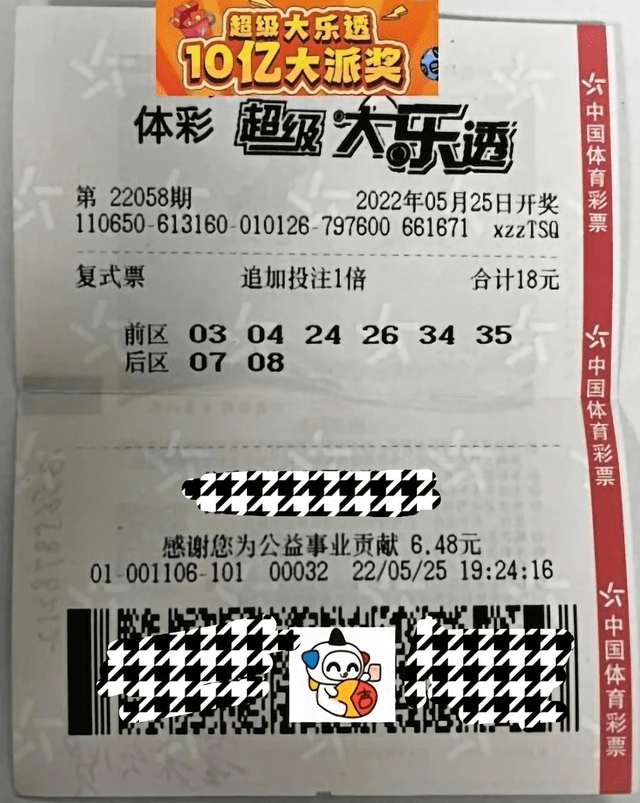 超级大乐透
10亿大派奖
体彩 超级大乐透
第 22058期 2022年05月25日开奖
110650-613160-010126-797600 661671 xzzTSQ
复式票 追加投注1倍 合计18元
前区 03 04 24 26 34 35
后区 07 08
感谢您为公益事业贡献 6.48元
01-001106-101 00032 22/05/25 19:24:16
中国体育彩票
中国体育彩票
中国体育彩票